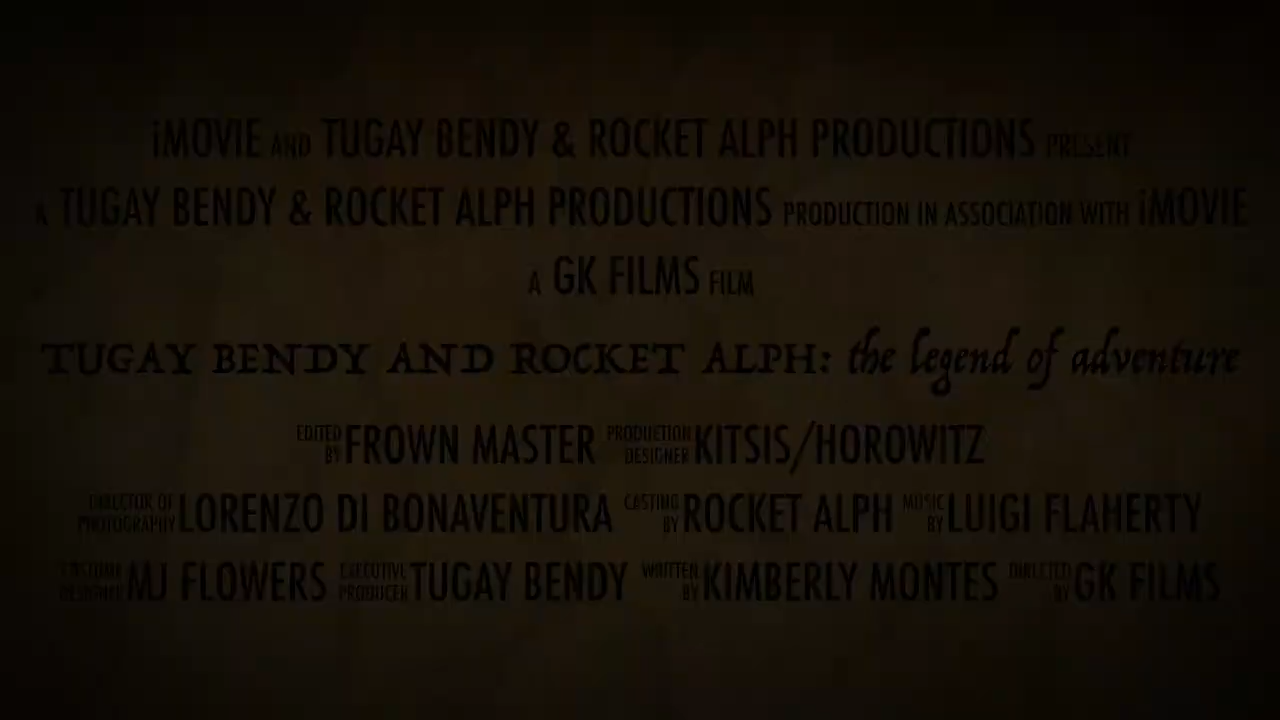 iMOVIE AND TUGAY BENDY & ROCKET ALPH PRODUCTIONS PRESENT
A TUGAY BENDY & ROCKET ALPH PRODUCTIONS PRODUCTION IN ASSOCIATION WITH iMOVIE
A GK FILMS FILM
TUGAY BENDY AND ROCKET ALPH: the legend of adventure
EDITED BY FROWN MASTER PRODUCTION DESIGNER KITSIS/HOROWITZ
DIRECTOR OF PHOTOGRAPHY LORENZO DI BONAVENTURA CASTING BY ROCKET ALPH MUSIC BY LUIGI FLAHERTY
COSTUME DESIGNER MJ FLOWERS EXECUTIVE PRODUCER TUGAY BENDY WRITTEN BY KIMBERLY MONTES DIRECTED BY GK FILMS